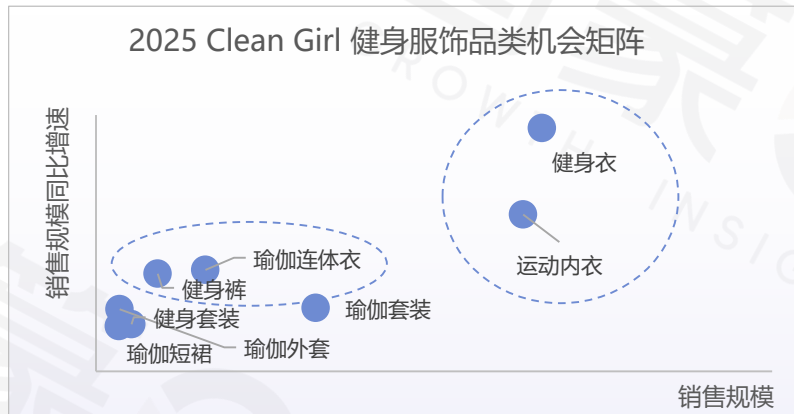 2025 Clean Girl 健身服饰品类机会矩阵
销售规模同比增速
健身衣
运动内衣
瑜伽连体衣
健身裤
瑜伽套装
健身套装
瑜伽外套
瑜伽短裙
销售规模
GROWTH INSIG